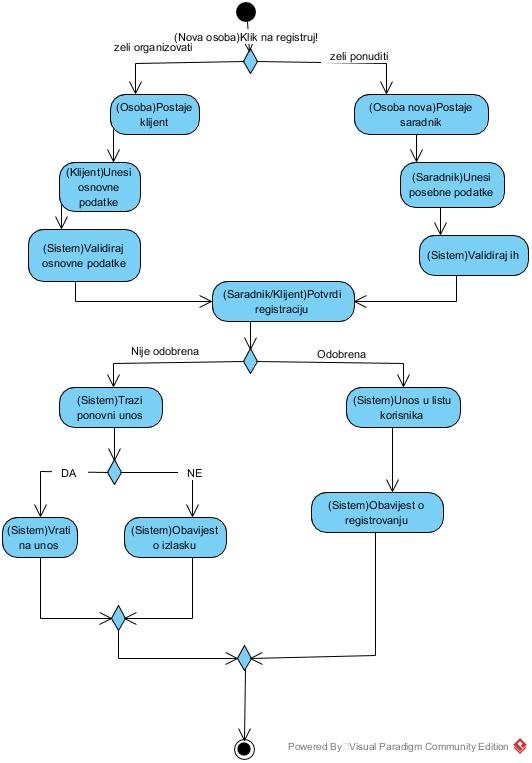 (Nova osoba)Klik na registruj!
zeli organizovati
zeli ponuditi
(Osoba)Postaje
klijent
(Osoba nova)Postaje
saradnik
(Klijent)Unesi
osnovne
podatke
(Saradnik)Unesi
posebne podatke
(Sistem)Validiraj
osnovne podatke
(Sistem)Validiraj ih
(Saradnik/Klijent)Potvrdi
registraciju
Nije odobrena
Odobrena
(Sistem)Trazi
ponovni unos
(Sistem)Unos u listu
korisnika
DA
NE
(Sistem)Vrati
na unos
(Sistem)Obavijest
o izlasku
(Sistem)Obavijest o
registrovanju
Powered By Visual Paradigm Community Edition